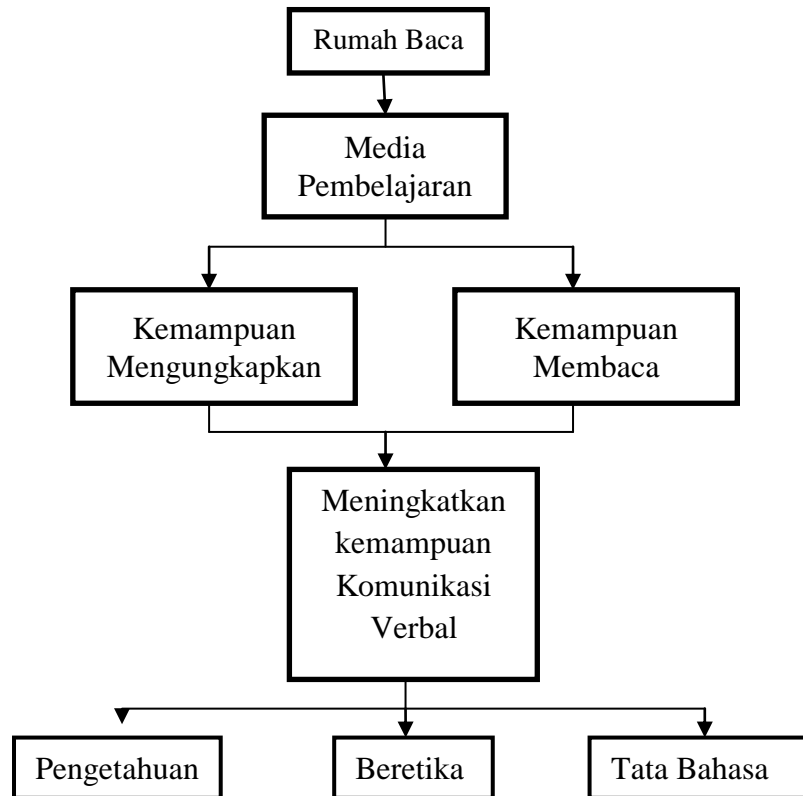 Rumah Baca
Media
Pembelajaran
Kemampuan
Mengungkapkan
Kemampuan
Membaca
Meningkatkan
kemampuan
Komunikasi
Verbal
Pengetahuan
Beretika
Tata Bahasa